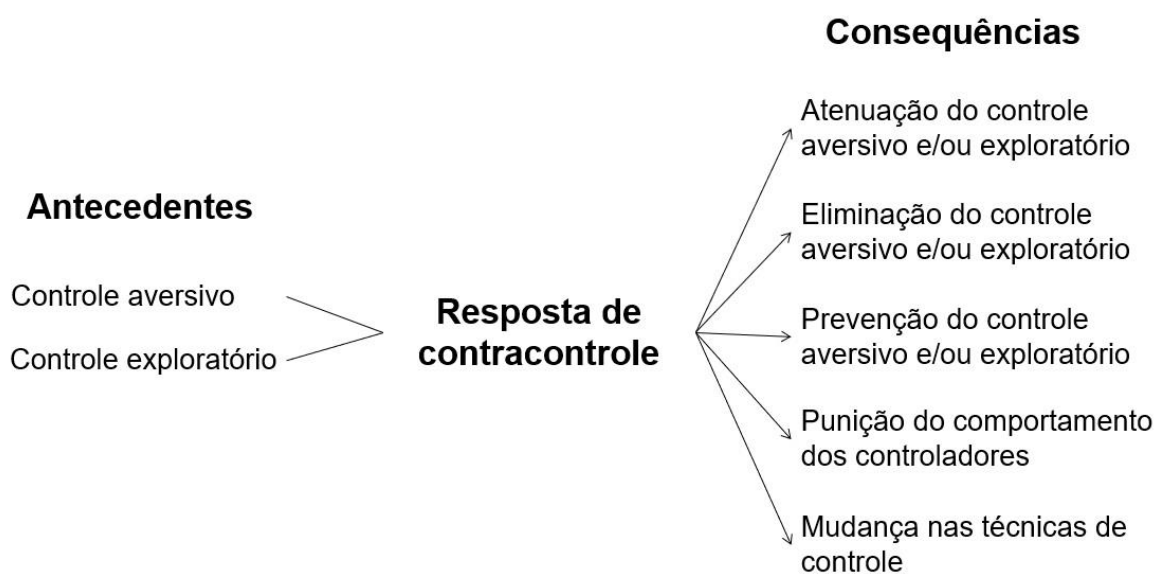 Antecedentes
Controle aversivo
Controle exploratório
Resposta de
contracontrole
Consequências
Atenuação do controle
aversivo e/ou exploratório
Eliminação do controle
aversivo e/ou exploratório
Prevenção do controle
aversivo e/ou exploratório
Punição do comportamento
dos controladores
Mudança nas técnicas de
controle